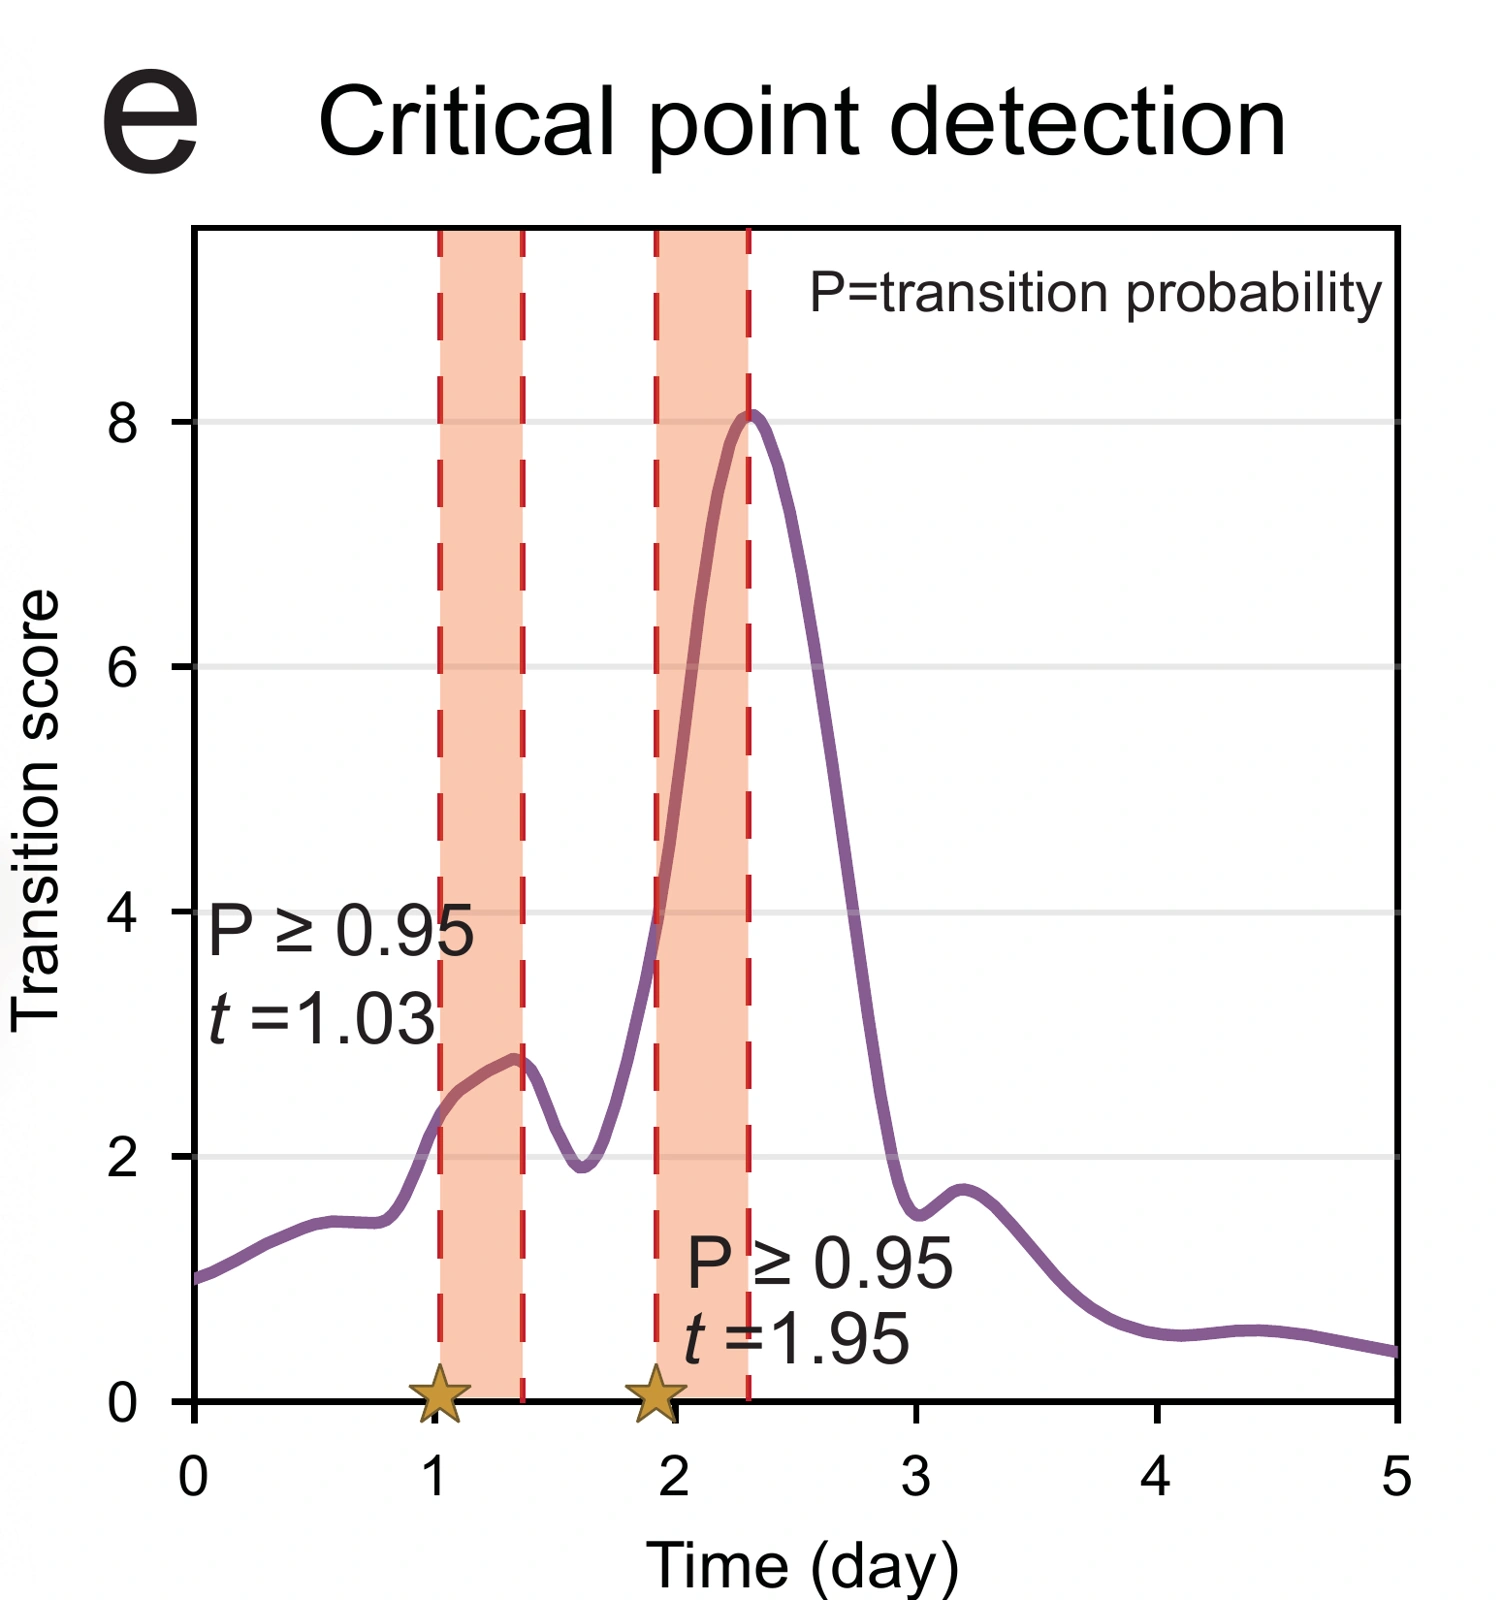 e
Critical point detection
P=transition probability
Transition score
8
6
4
2
0
P ≥ 0.95
t =1.03
P ≥ 0.95
t =1.95
0 1 2 3 4 5
Time (day)